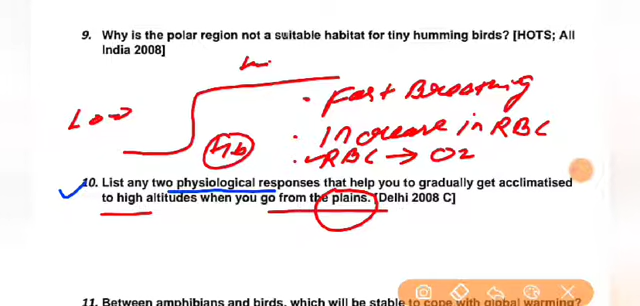 9. Why is the polar region not a suitable habitat for tiny humming birds? [HOTS; All
India 2008]
Low
Hb
. Fast Breathing
. Increase in RBC
. RBC → O2
10. List any two physiological responses that help you to gradually get acclimatised
to high altitudes when you go from the plains. [Delhi 2008 C]
11. Between amphibians and birds, which will be stable to cope with global warming?